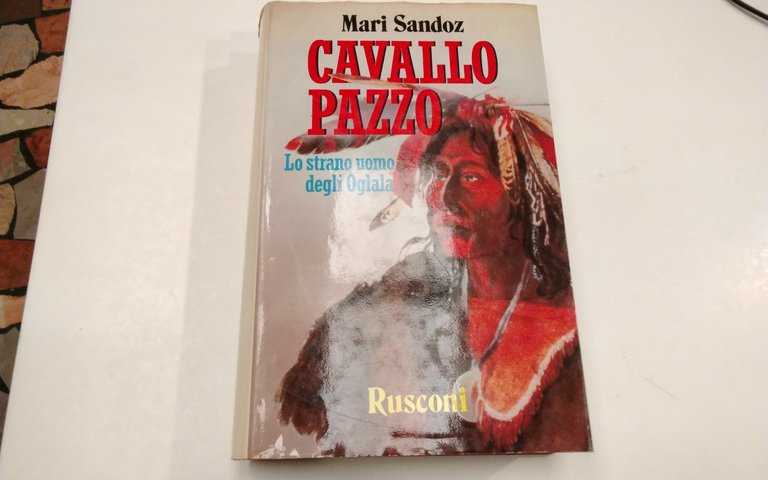 Mari Sandoz
CAVALLO
PAZZO
Lo strano uomo
degli Oglala
Rusconi